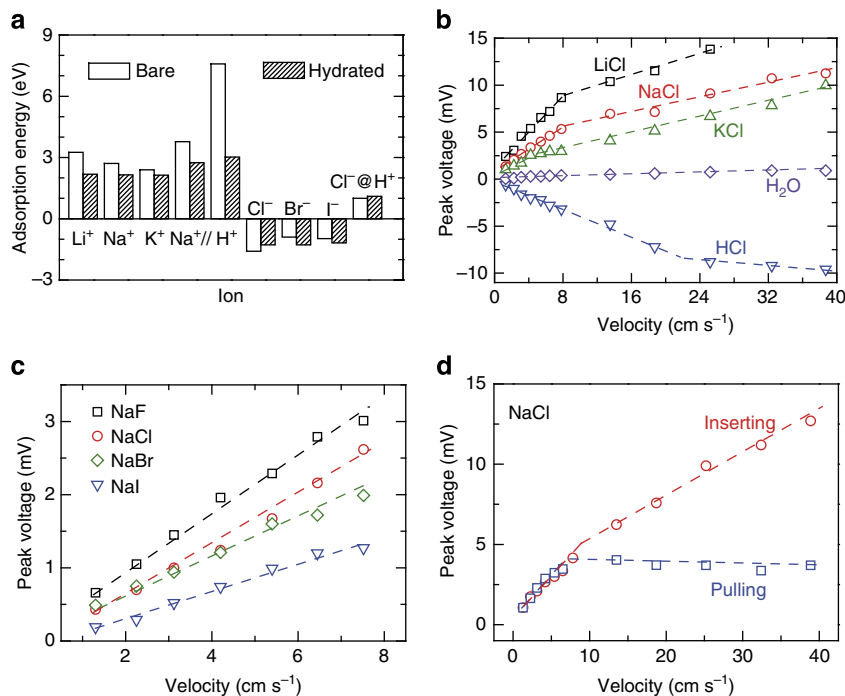 a
9
6
3
0
−3
Adsorption energy (eV)
Bare
Hydrated
Cl⁻@H⁺
Cl⁻ Br⁻ I⁻
Li⁺ Na⁺ K⁺ Na⁺// H⁺
Ion
b
15
10
5
0
−5
−10
Peak voltage (mV)
LiCl
NaCl
KCl
H₂O
HCl
0 8 16 24 32 40
Velocity (cm s⁻¹)
c
3
2
1
0
Peak voltage (mV)
NaF
NaCl
NaBr
NaI
2 4 6 8
Velocity (cm s⁻¹)
d
15
10
5
0
Peak voltage (mV)
NaCl
Inserting
Pulling
0 10 20 30 40
Velocity (cm s⁻¹)